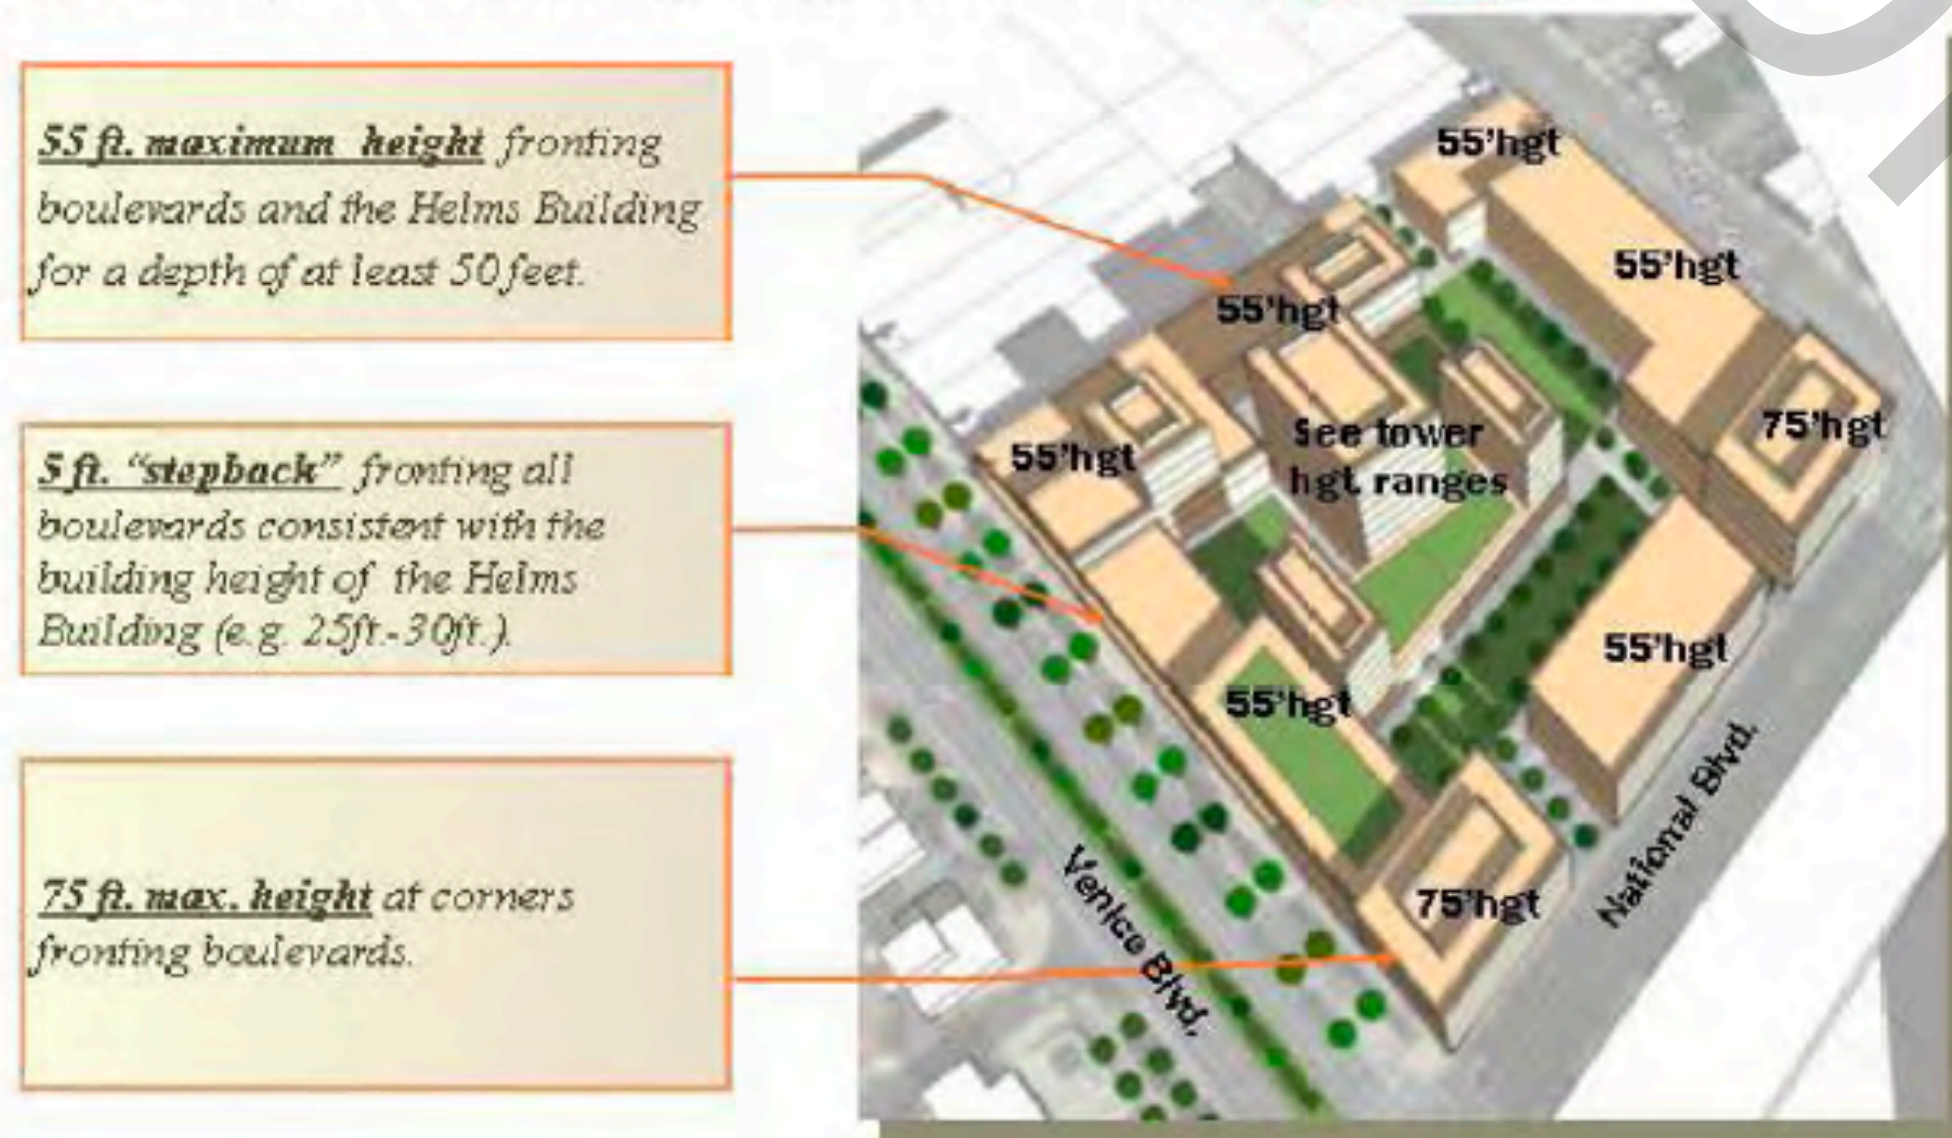 55 ft. maximum height fronting
boulevards and the Helms Building
for a depth of at least 50 feet.
5 ft. “stepback” fronting all
boulevards consistent with the
building height of the Helms
Building (e.g. 25ft.-30ft.).
75 ft. max. height at corners
fronting boulevards.
55'hgt
55'hgt
55'hgt
55'hgt
See tower
hgt. ranges
75'hgt
55'hgt
55'hgt
75'hgt
Venice Blvd.
National Blvd.